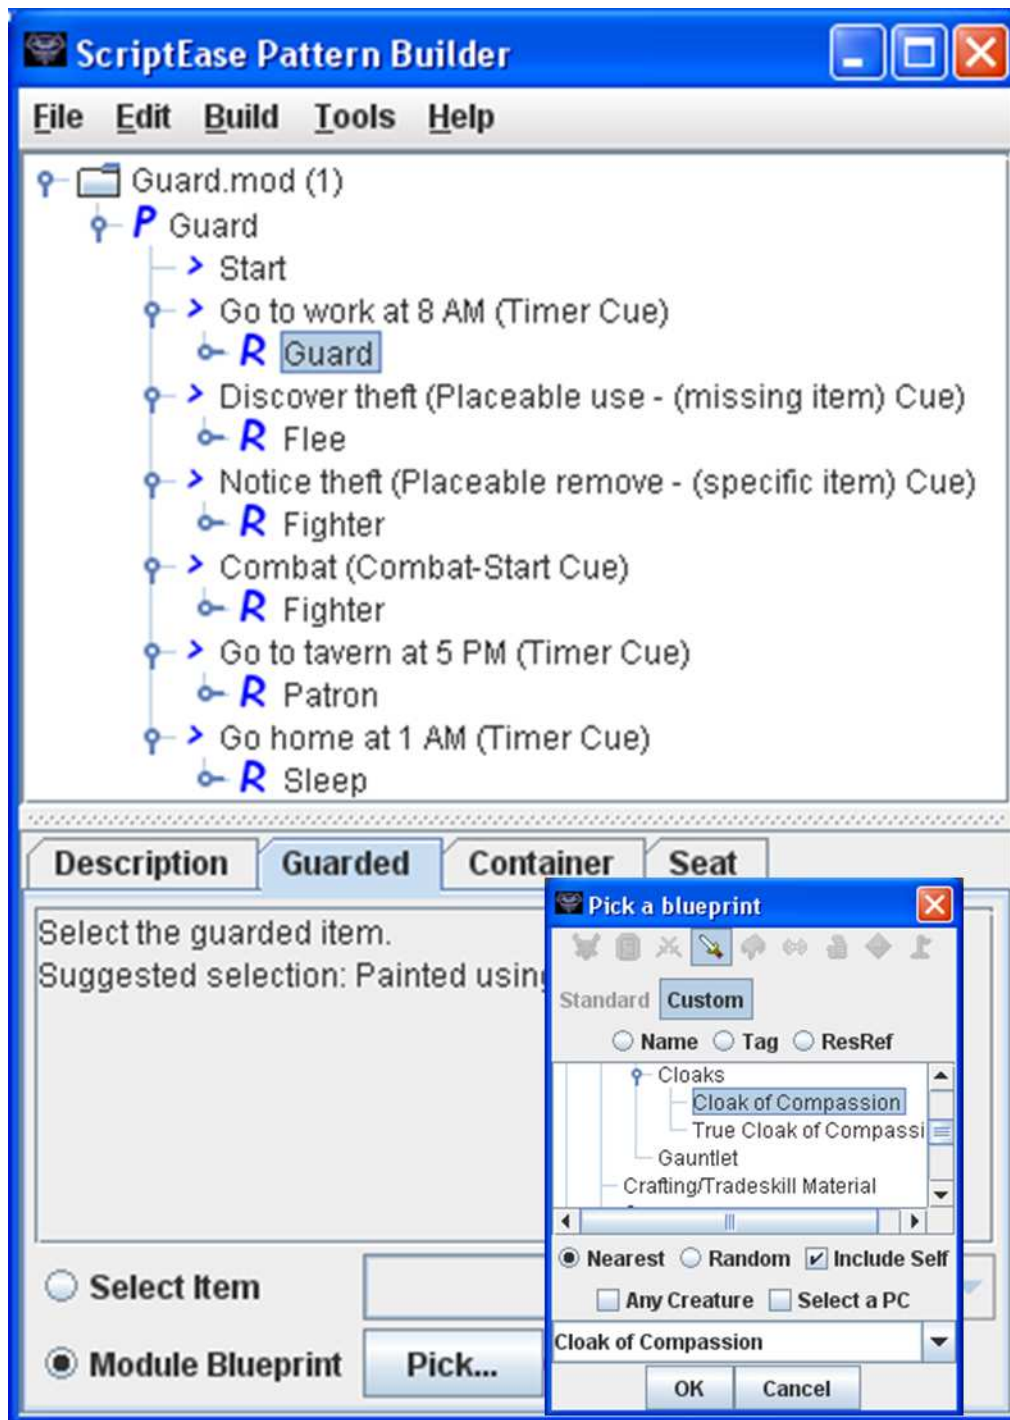 ScriptEase Pattern Builder
File Edit Build Tools Help
Guard.mod (1)
P Guard
> Start
> Go to work at 8 AM (Timer Cue)
R Guard
> Discover theft (Placeable use - (missing item) Cue)
R Flee
> Notice theft (Placeable remove - (specific item) Cue)
R Fighter
> Combat (Combat-Start Cue)
R Fighter
> Go to tavern at 5 PM (Timer Cue)
R Patron
> Go home at 1 AM (Timer Cue)
R Sleep
Description Guarded Container Seat
Select the guarded item.
Suggested selection: Painted using
Select Item
Module Blueprint Pick...
Pick a blueprint
Standard Custom
Name Tag ResRef
Cloaks
Cloak of Compassion
True Cloak of Compassi
Gauntlet
Crafting/Tradeskill Material
Nearest Random Include Self
Any Creature Select a PC
Cloak of Compassion
OK Cancel